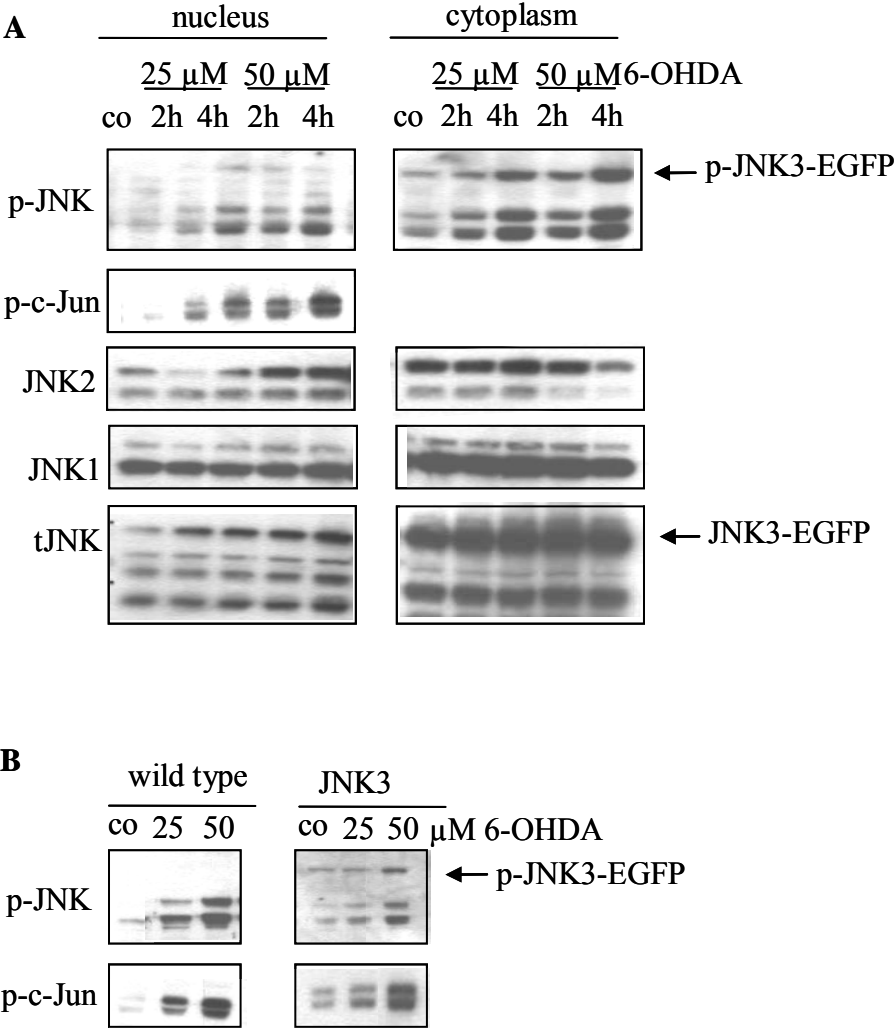 A
nucleus cytoplasm
25 µM 50 µM 25 µM 50 µM 6-OHDA
co 2h 4h 2h 4h co 2h 4h 2h 4h
p-JNK p-JNK3-EGFP
p-c-Jun
JNK2
JNK1
tJNK JNK3-EGFP
B
wild type JNK3
co 25 50 co 25 50 µM 6-OHDA
p-JNK p-JNK3-EGFP
p-c-Jun